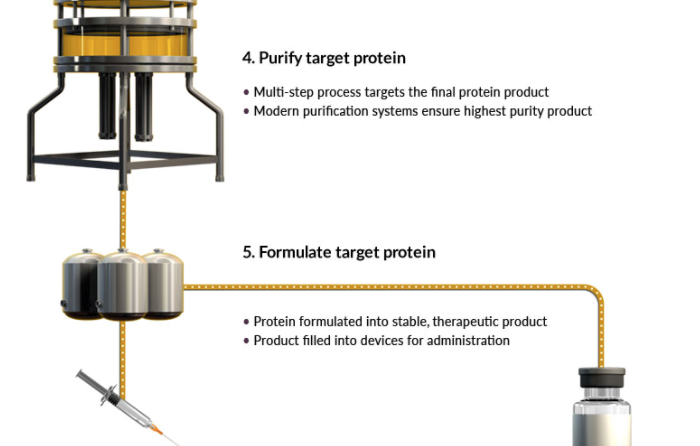 4. Purify target protein
• Multi-step process targets the final protein product
• Modern purification systems ensure highest purity product
5. Formulate target protein
• Protein formulated into stable, therapeutic product
• Product filled into devices for administration